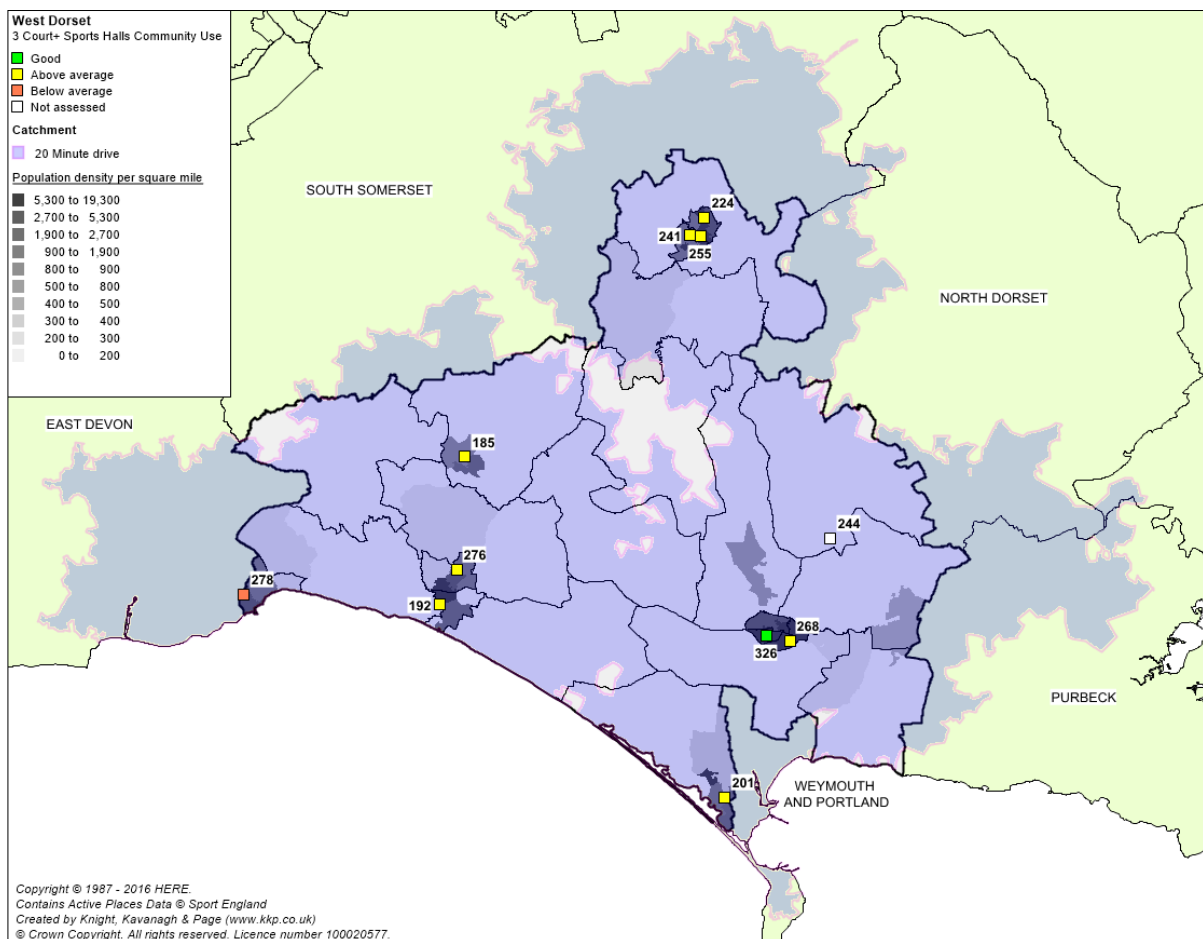 West Dorset
3 Court+ Sports Halls Community Use
Good
Above average
Below average
Not assessed
Catchment
20 Minute drive
Population density per square mile
5,300 to 19,300
2,700 to 5,300
1,900 to 2,700
900 to 1,900
800 to 900
500 to 800
400 to 500
300 to 400
200 to 300
0 to 200
SOUTH SOMERSET
224
241
255
NORTH DORSET
EAST DEVON
185
244
276
278
192
268
326
PURBECK
201
WEYMOUTH
AND PORTLAND
Copyright © 1987 - 2016 HERE.
Contains Active Places Data © Sport England
Created by Knight, Kavanagh & Page (www.kkp.co.uk)
© Crown Copyright. All rights reserved. Licence number 100020577.